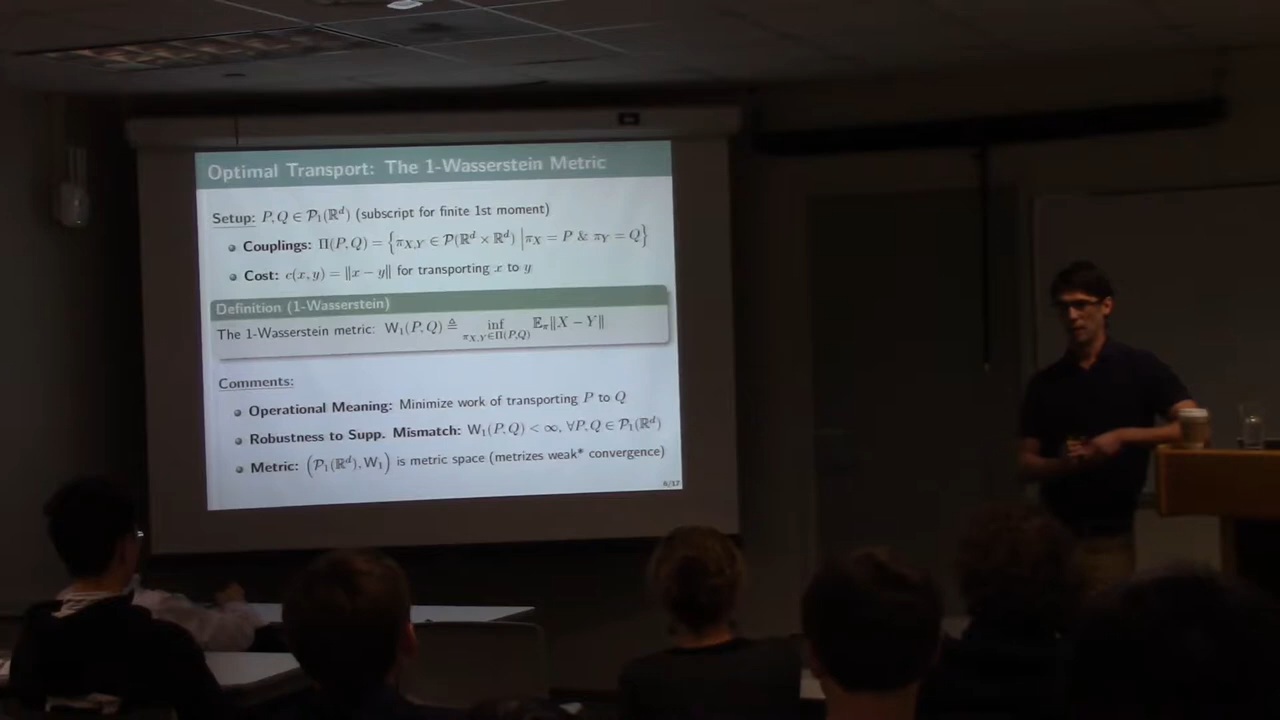 Optimal Transport: The 1-Wasserstein Metric
Setup: P, Q ∈ 𝒫₁(ℝᵈ) (subscript for finite 1st moment)
Couplings: Π(P, Q) = {π_{X,Y} ∈ 𝒫(ℝᵈ × ℝᵈ) | π_X = P & π_Y = Q}
Cost: c(x, y) = ‖x − y‖ for transporting x to y
Definition (1-Wasserstein)
The 1-Wasserstein metric: W₁(P, Q) ≜ inf_{π_{X,Y}∈Π(P,Q)} 𝔼_π‖X − Y‖
Comments:
Operational Meaning: Minimize work of transporting P to Q
Robustness to Supp. Mismatch: W₁(P, Q) < ∞, ∀P, Q ∈ 𝒫₁(ℝᵈ)
Metric: (𝒫₁(ℝᵈ), W₁) is metric space (metrizes weak* convergence)
6/17